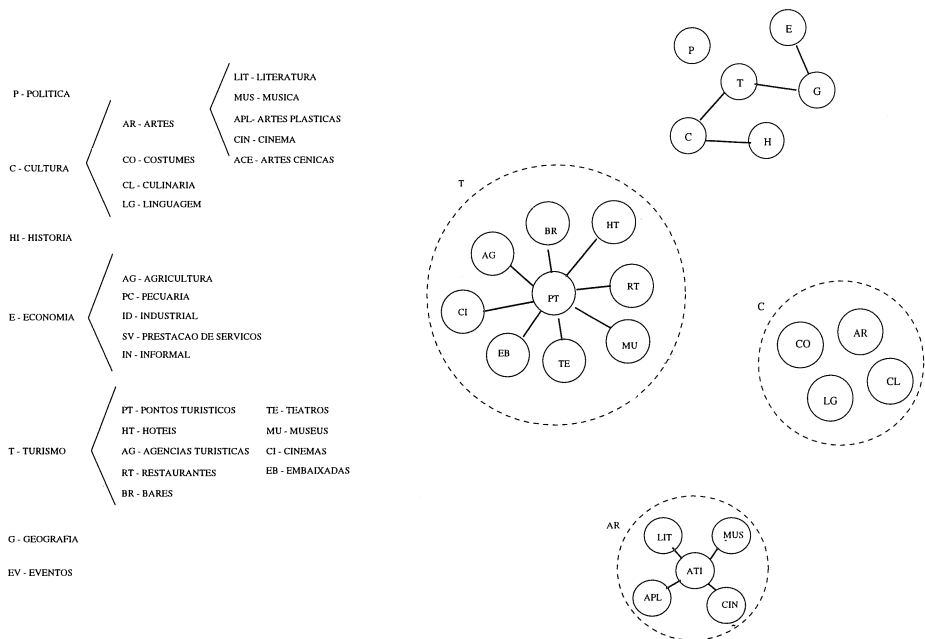 P - POLITICA
C - CULTURA
AR - ARTES
CO - COSTUMES
CL - CULINARIA
LG - LINGUAGEM
LIT - LITERATURA
MUS - MUSICA
APL- ARTES PLASTICAS
CIN - CINEMA
ACE - ARTES CENICAS
HI - HISTORIA
E - ECONOMIA
AG - AGRICULTURA
PC - PECUARIA
ID - INDUSTRIAL
SV - PRESTACAO DE SERVICOS
IN - INFORMAL
T - TURISMO
PT - PONTOS TURISTICOS
HT - HOTEIS
AG - AGENCIAS TURISTICAS
RT - RESTAURANTES
BR - BARES
TE - TEATROS
MU - MUSEUS
CI - CINEMAS
EB - EMBAIXADAS
G - GEOGRAFIA
EV - EVENTOS
P
E
T
G
C
H
T
BR
HT
AG
RT
PT
CI
MU
EB
TE
C
CO
AR
CL
LG
AR
LIT
MUS
ATI
APL
CIN